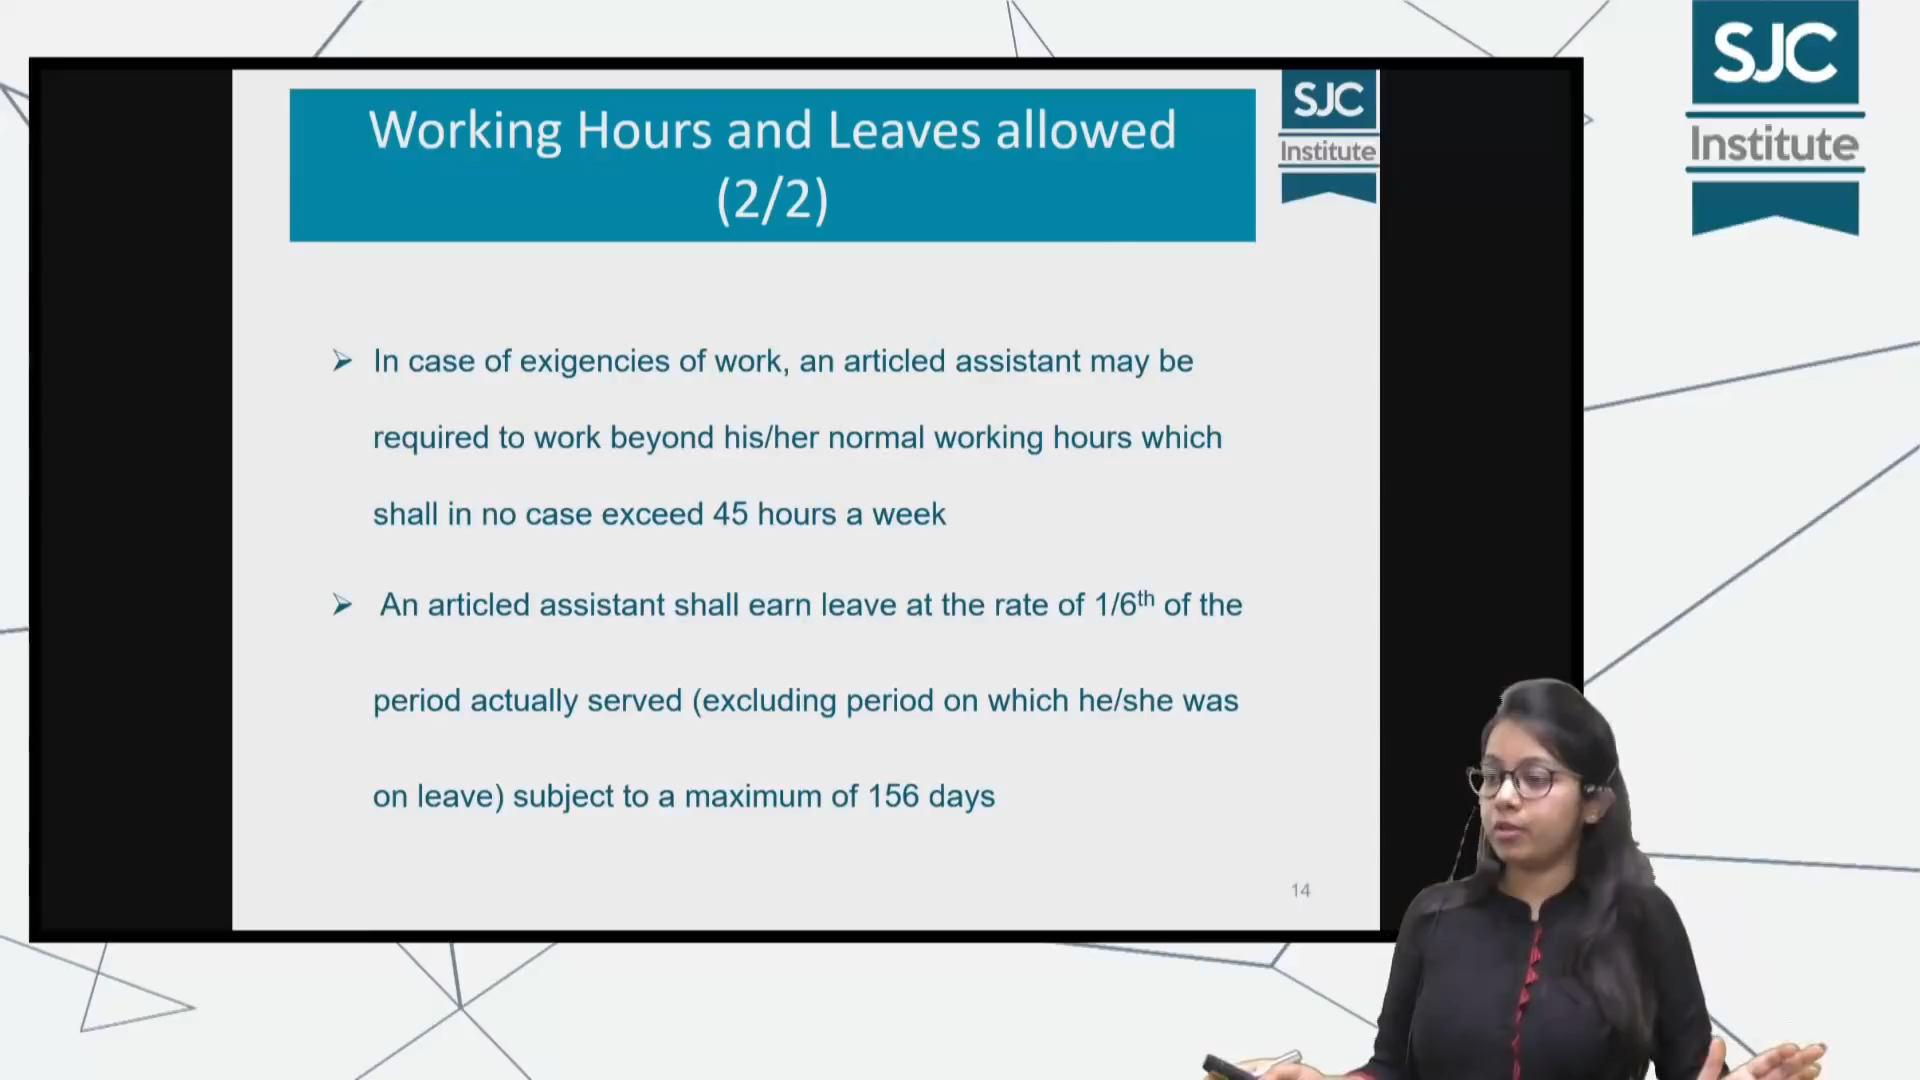 SJC
Institute
Working Hours and Leaves allowed
(2/2)
SJC
Institute
➢ In case of exigencies of work, an articled assistant may be
required to work beyond his/her normal working hours which
shall in no case exceed 45 hours a week
➢ An articled assistant shall earn leave at the rate of 1/6th of the
period actually served (excluding period on which he/she was
on leave) subject to a maximum of 156 days
14